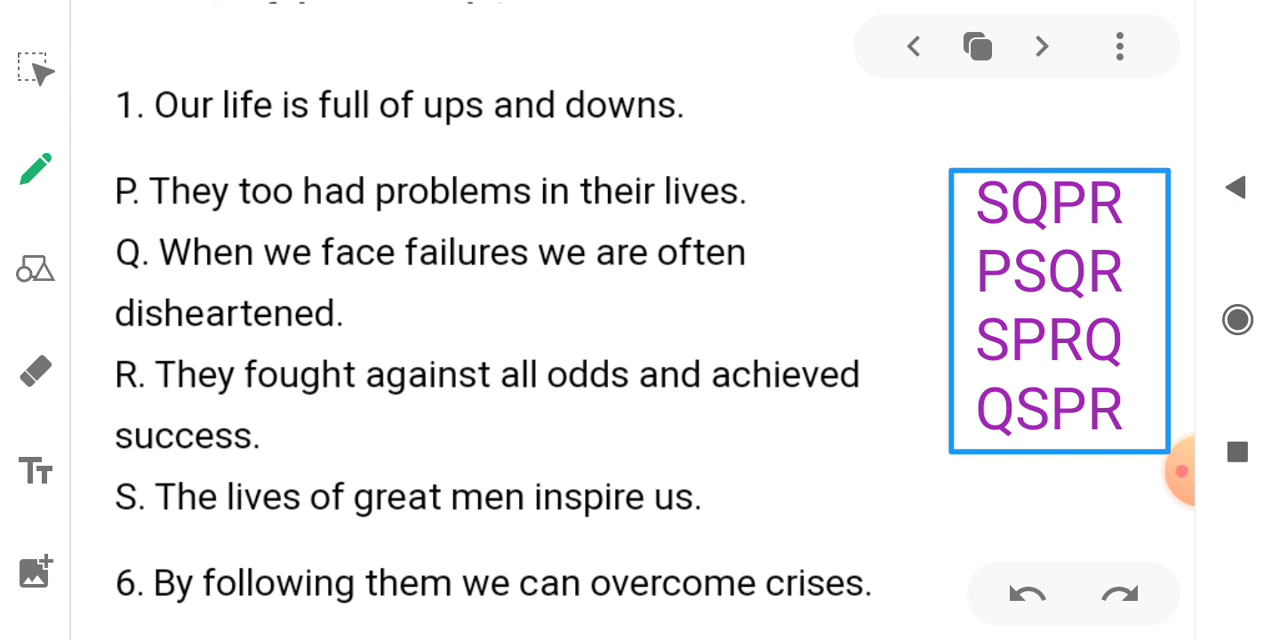 1. Our life is full of ups and downs.
P. They too had problems in their lives.
Q. When we face failures we are often
disheartened.
R. They fought against all odds and achieved
success.
S. The lives of great men inspire us.
6. By following them we can overcome crises.
SQPR
PSQR
SPRQ
QSPR
Tт